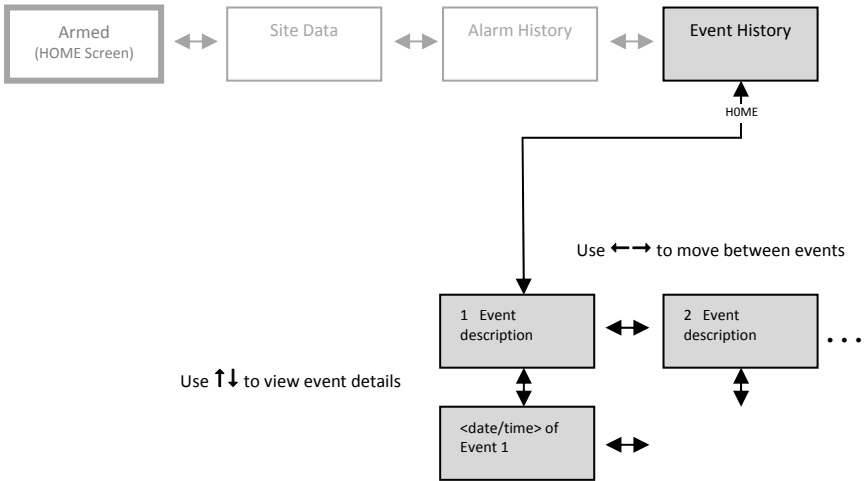 Armed
(HOME Screen)
Site Data
Alarm History
Event History
HOME
Use ←→ to move between events
1 Event
description
2 Event
description
...
Use ↑↓ to view event details
<date/time> of
Event 1